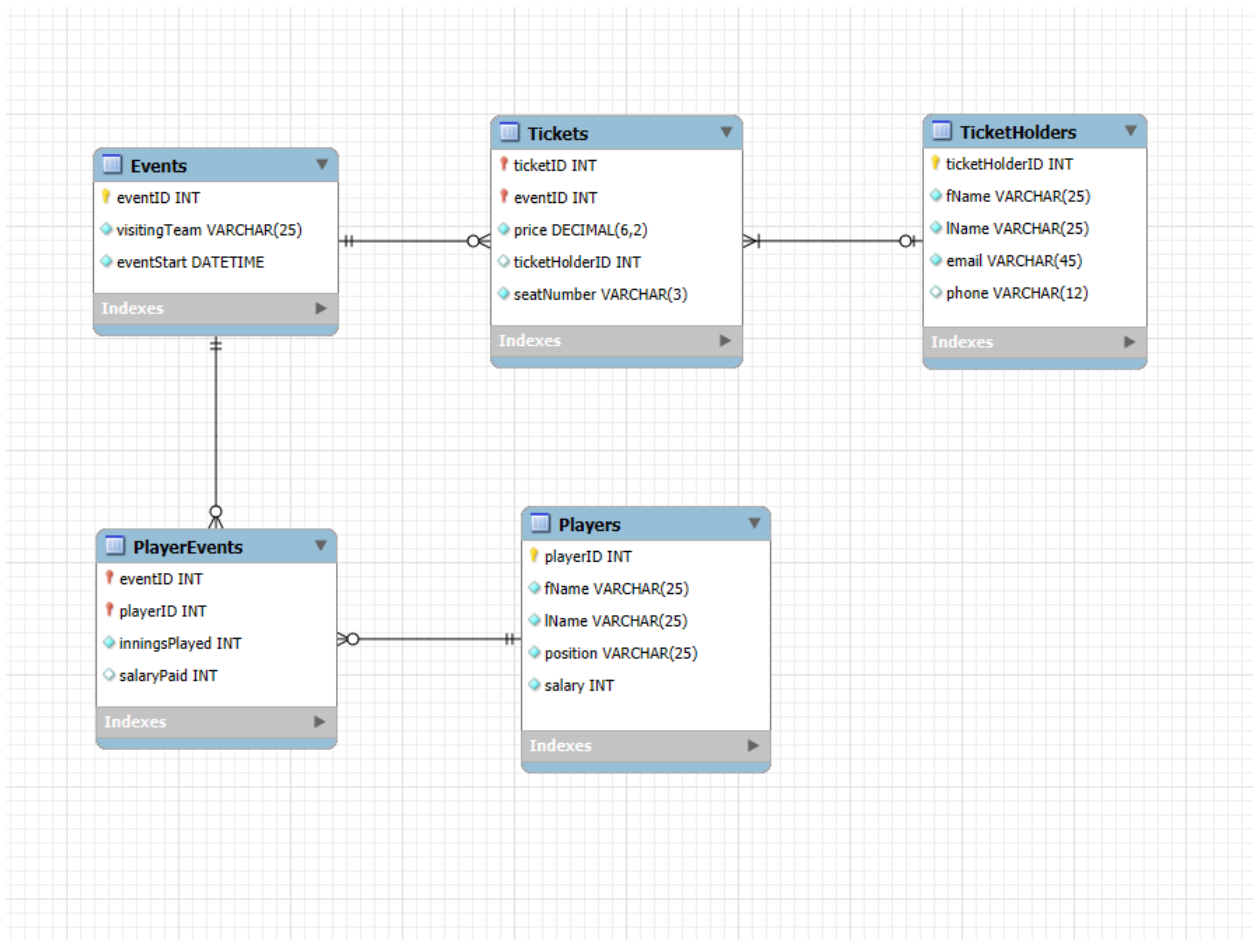 Events
eventID INT
visitingTeam VARCHAR(25)
eventStart DATETIME
Indexes
Tickets
ticketID INT
eventID INT
price DECIMAL(6,2)
ticketHolderID INT
seatNumber VARCHAR(3)
Indexes
TicketHolders
ticketHolderID INT
fName VARCHAR(25)
lName VARCHAR(25)
email VARCHAR(45)
phone VARCHAR(12)
Indexes
PlayerEvents
eventID INT
playerID INT
inningsPlayed INT
salaryPaid INT
Indexes
Players
playerID INT
fName VARCHAR(25)
lName VARCHAR(25)
position VARCHAR(25)
salary INT
Indexes